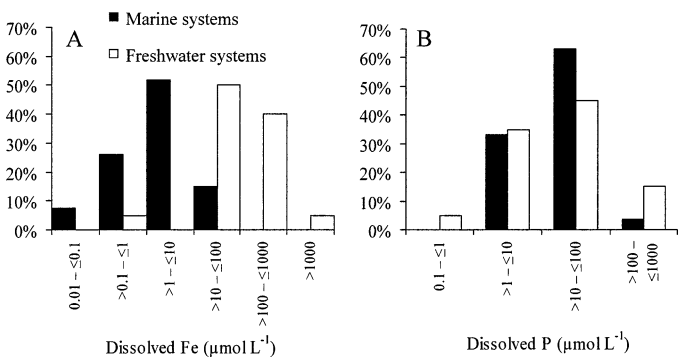 A
Marine systems
Freshwater systems
70%
60%
50%
40%
30%
20%
10%
0%
0.01 – ≤0.1
>0.1 – ≤1
>1 – ≤10
>10 – ≤100
>100 – ≤1000
>1000
Dissolved Fe (µmol L⁻¹)
B
70%
60%
50%
40%
30%
20%
10%
0%
0.1 – ≤1
>1 – ≤10
>10 – ≤100
>100 –
≤1000
Dissolved P (µmol L⁻¹)